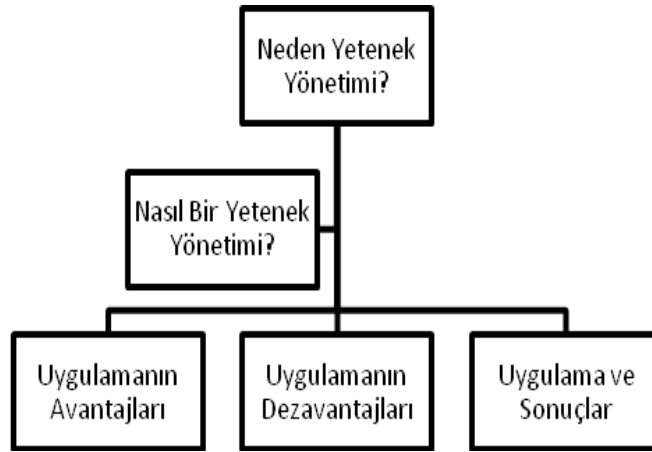 Neden Yetenek
Yönetimi?
Nasıl Bir Yetenek
Yönetimi?
Uygulamanın
Avantajları
Uygulamanın
Dezavantajları
Uygulama ve
Sonuçlar